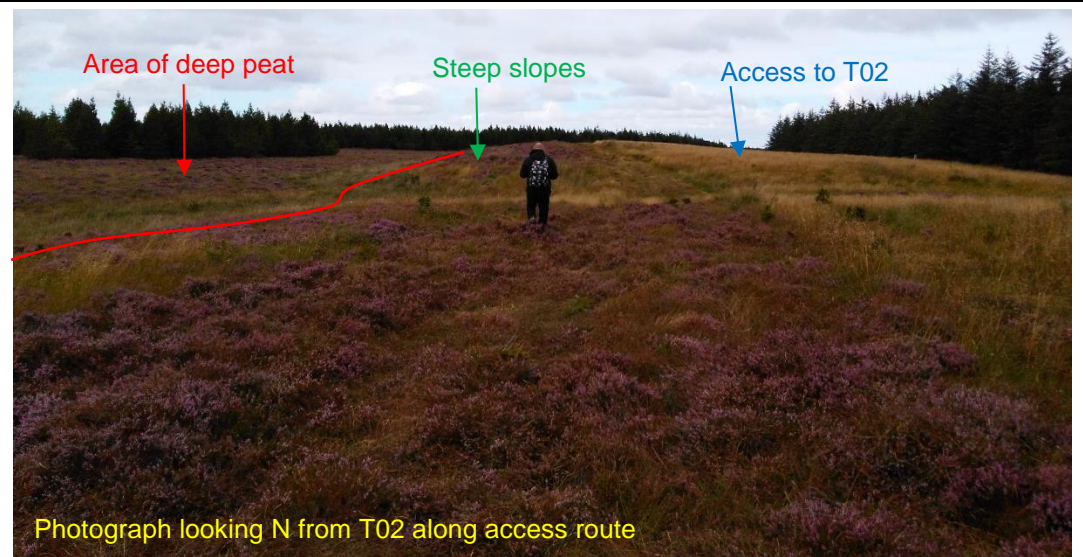 Area of deep peat
Steep slopes
Access to T02
Photograph looking N from T02 along access route